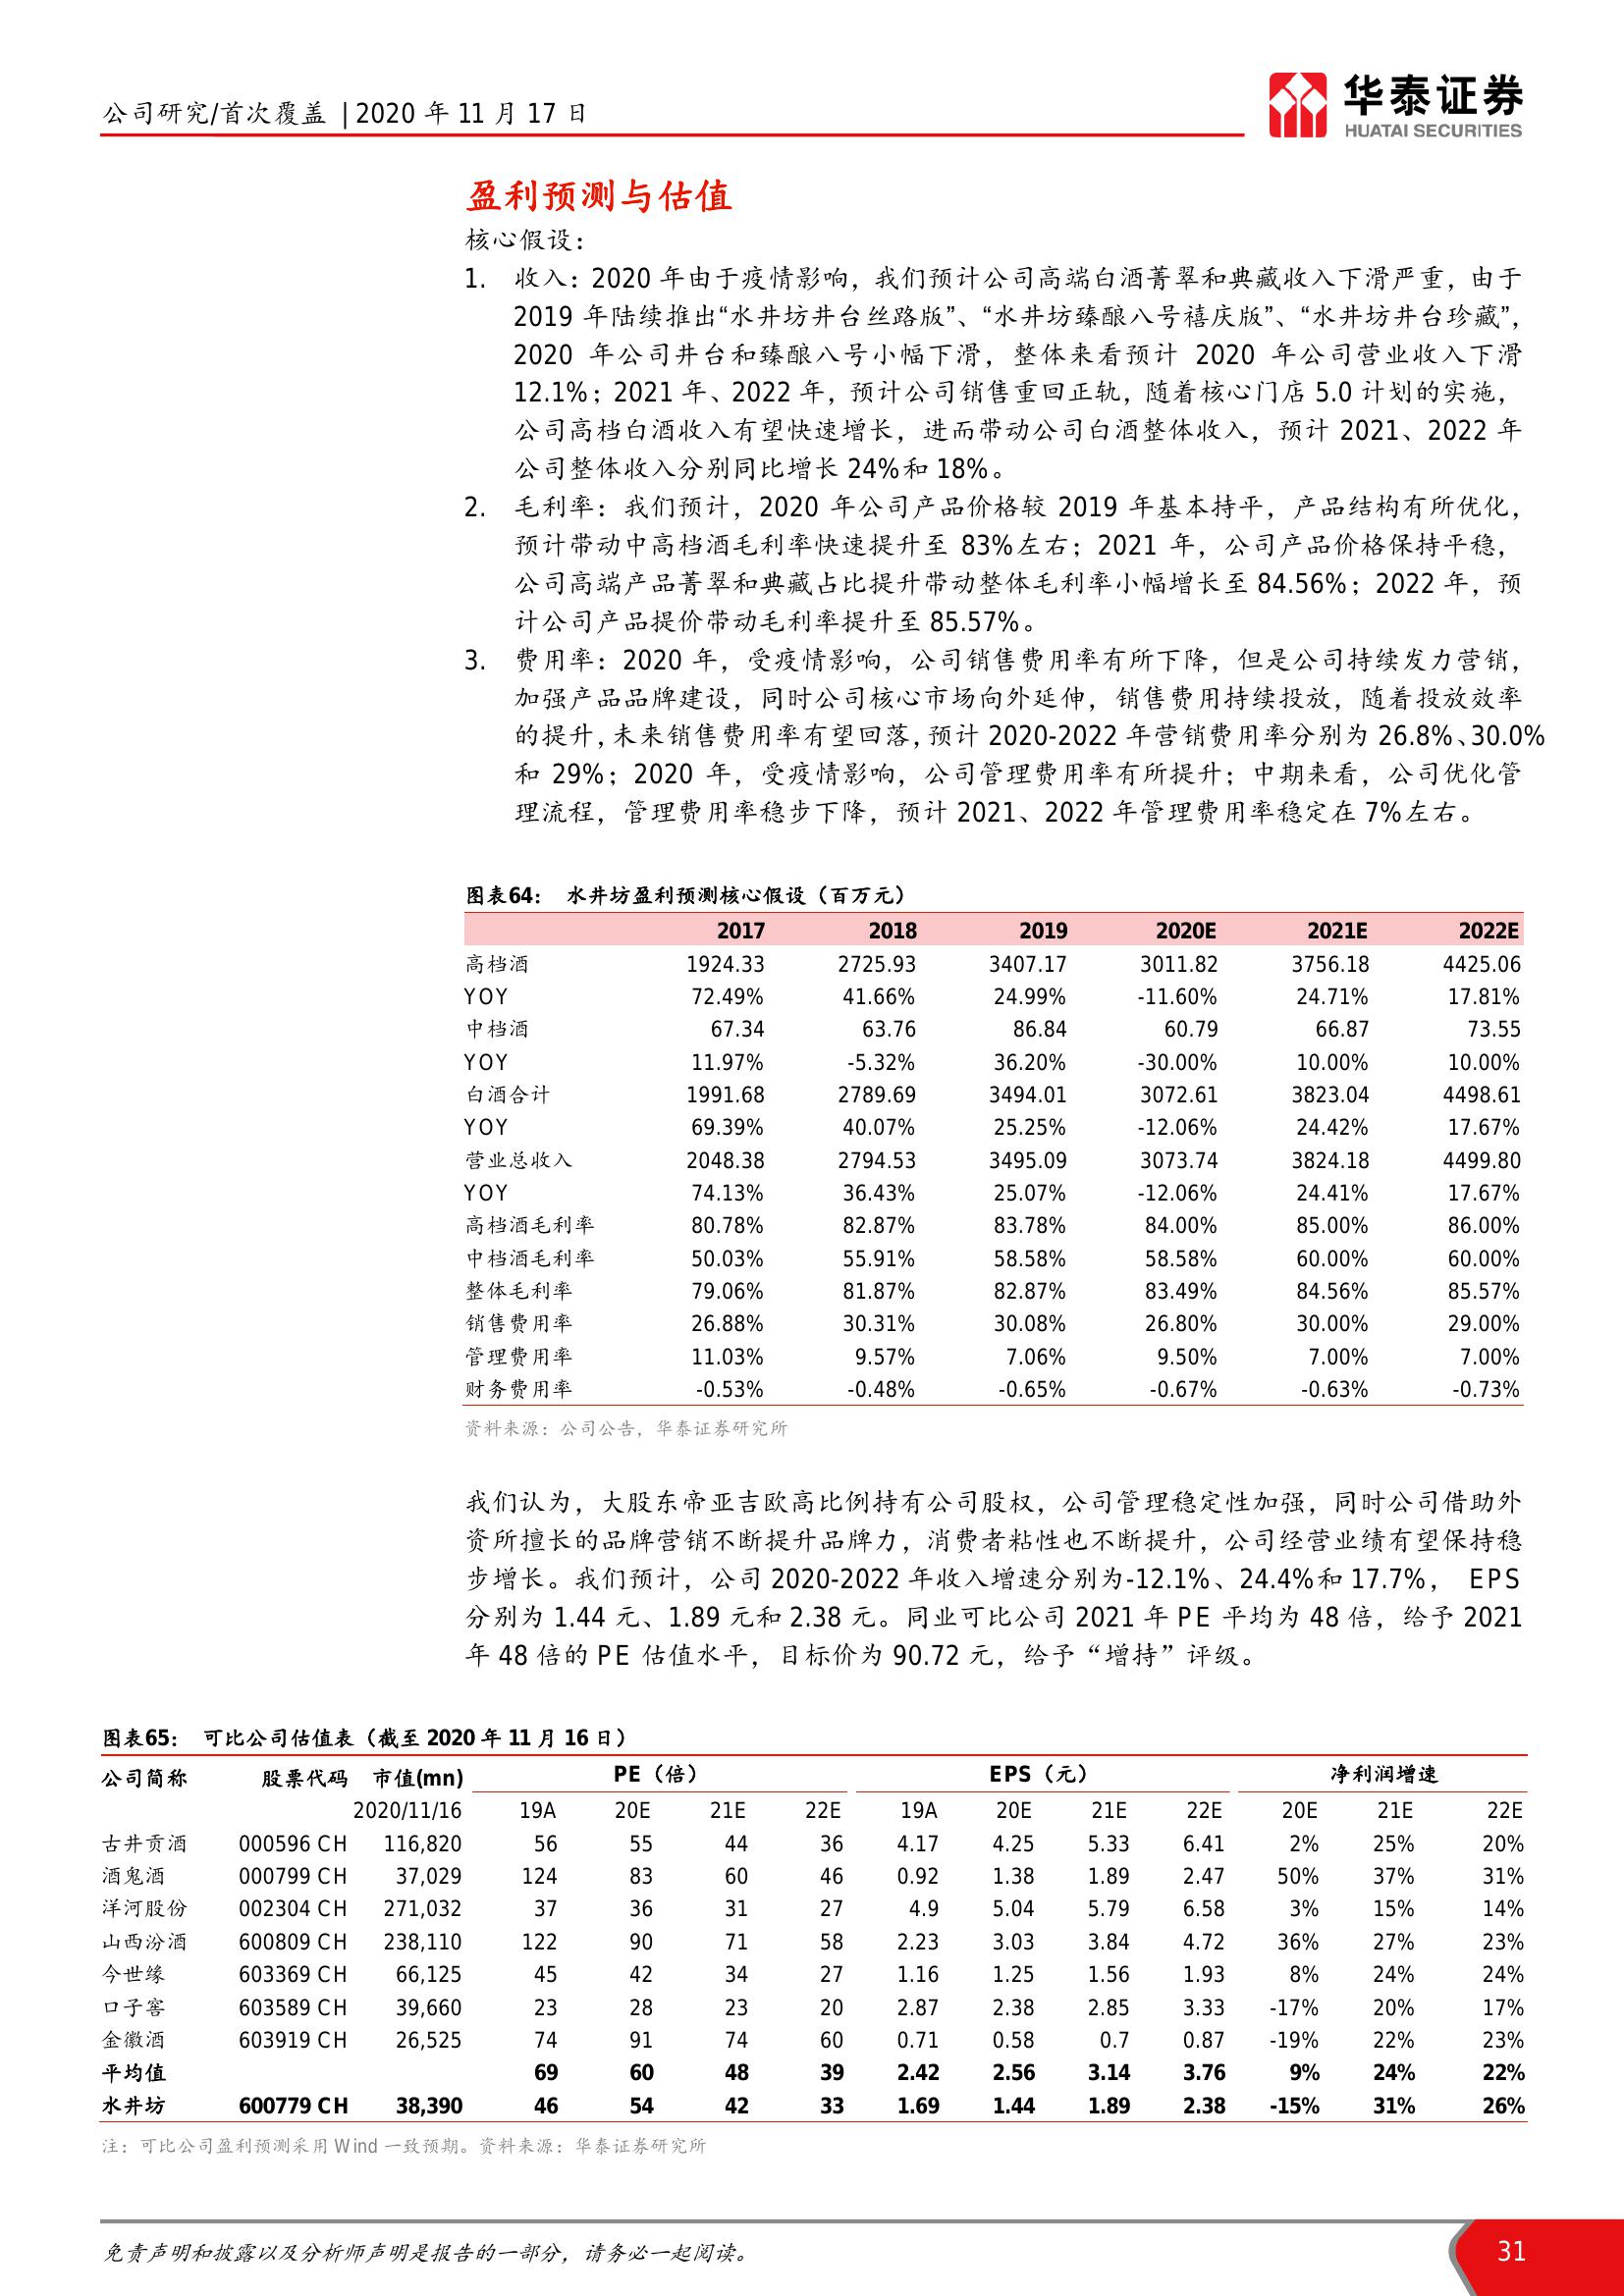 公司研究/首次覆盖 | 2020 年 11 月 17 日
华泰证券
HUATAI SECURITIES
盈利预测与估值
核心假设：
1. 收入：2020 年由于疫情影响，我们预计公司高端白酒菁翠和典藏收入下滑严重，由于
2019 年陆续推出“水井坊井台丝路版”、“水井坊臻酿八号禧庆版”、“水井坊井台珍藏”，
2020 年公司井台和臻酿八号小幅下滑，整体来看预计 2020 年公司营业收入下滑
12.1%；2021 年、2022 年，预计公司销售重回正轨，随着核心门店 5.0 计划的实施，
公司高档白酒收入有望快速增长，进而带动公司白酒整体收入，预计 2021、2022 年
公司整体收入分别同比增长 24%和 18%。
2. 毛利率：我们预计，2020 年公司产品价格较 2019 年基本持平，产品结构有所优化，
预计带动中高档酒毛利率快速提升至 83%左右；2021 年，公司产品价格保持平稳，
公司高端产品菁翠和典藏占比提升带动整体毛利率小幅增长至 84.56%；2022 年，预
计公司产品提价带动毛利率提升至 85.57%。
3. 费用率：2020 年，受疫情影响，公司销售费用率有所下降，但是公司持续发力营销，
加强产品品牌建设，同时公司核心市场向外延伸，销售费用持续投放，随着投放效率
的提升，未来销售费用率有望回落，预计 2020-2022 年营销费用率分别为 26.8%、30.0%
和 29%；2020 年，受疫情影响，公司管理费用率有所提升；中期来看，公司优化管
理流程，管理费用率稳步下降，预计 2021、2022 年管理费用率稳定在 7%左右。
图表64： 水井坊盈利预测核心假设（百万元）
2017 2018 2019 2020E 2021E 2022E
高档酒 1924.33 2725.93 3407.17 3011.82 3756.18 4425.06
YOY 72.49% 41.66% 24.99% -11.60% 24.71% 17.81%
中档酒 67.34 63.76 86.84 60.79 66.87 73.55
YOY 11.97% -5.32% 36.20% -30.00% 10.00% 10.00%
白酒合计 1991.68 2789.69 3494.01 3072.61 3823.04 4498.61
YOY 69.39% 40.07% 25.25% -12.06% 24.42% 17.67%
营业总收入 2048.38 2794.53 3495.09 3073.74 3824.18 4499.80
YOY 74.13% 36.43% 25.07% -12.06% 24.41% 17.67%
高档酒毛利率 80.78% 82.87% 83.78% 84.00% 85.00% 86.00%
中档酒毛利率 50.03% 55.91% 58.58% 58.58% 60.00% 60.00%
整体毛利率 79.06% 81.87% 82.87% 83.49% 84.56% 85.57%
销售费用率 26.88% 30.31% 30.08% 26.80% 30.00% 29.00%
管理费用率 11.03% 9.57% 7.06% 9.50% 7.00% 7.00%
财务费用率 -0.53% -0.48% -0.65% -0.67% -0.63% -0.73%
资料来源：公司公告，华泰证券研究所
我们认为，大股东帝亚吉欧高比例持有公司股权，公司管理稳定性加强，同时公司借助外
资所擅长的品牌营销不断提升品牌力，消费者粘性也不断提升，公司经营业绩有望保持稳
步增长。我们预计，公司 2020-2022 年收入增速分别为-12.1%、24.4%和 17.7%， EPS
分别为 1.44 元、1.89 元和 2.38 元。同业可比公司 2021 年 PE 平均为 48 倍，给予 2021
年 48 倍的 PE 估值水平，目标价为 90.72 元，给予“增持”评级。
图表65： 可比公司估值表（截至 2020 年 11 月 16 日）
公司简称 股票代码 市值(mn) PE（倍） EPS（元） 净利润增速
2020/11/16 19A 20E 21E 22E 19A 20E 21E 22E 20E 21E 22E
古井贡酒 000596 CH 116,820 56 55 44 36 4.17 4.25 5.33 6.41 2% 25% 20%
酒鬼酒 000799 CH 37,029 124 83 60 46 0.92 1.38 1.89 2.47 50% 37% 31%
洋河股份 002304 CH 271,032 37 36 31 27 4.9 5.04 5.79 6.58 3% 15% 14%
山西汾酒 600809 CH 238,110 122 90 71 58 2.23 3.03 3.84 4.72 36% 27% 23%
今世缘 603369 CH 66,125 45 42 34 27 1.16 1.25 1.56 1.93 8% 24% 24%
口子窖 603589 CH 39,660 23 28 23 20 2.87 2.38 2.85 3.33 -17% 20% 17%
金徽酒 603919 CH 26,525 74 91 74 60 0.71 0.58 0.7 0.87 -19% 22% 23%
平均值 69 60 48 39 2.42 2.56 3.14 3.76 9% 24% 22%
水井坊 600779 CH 38,390 46 54 42 33 1.69 1.44 1.89 2.38 -15% 31% 26%
注：可比公司盈利预测采用 Wind 一致预期。资料来源：华泰证券研究所
免责声明和披露以及分析师声明是报告的一部分，请务必一起阅读。
31